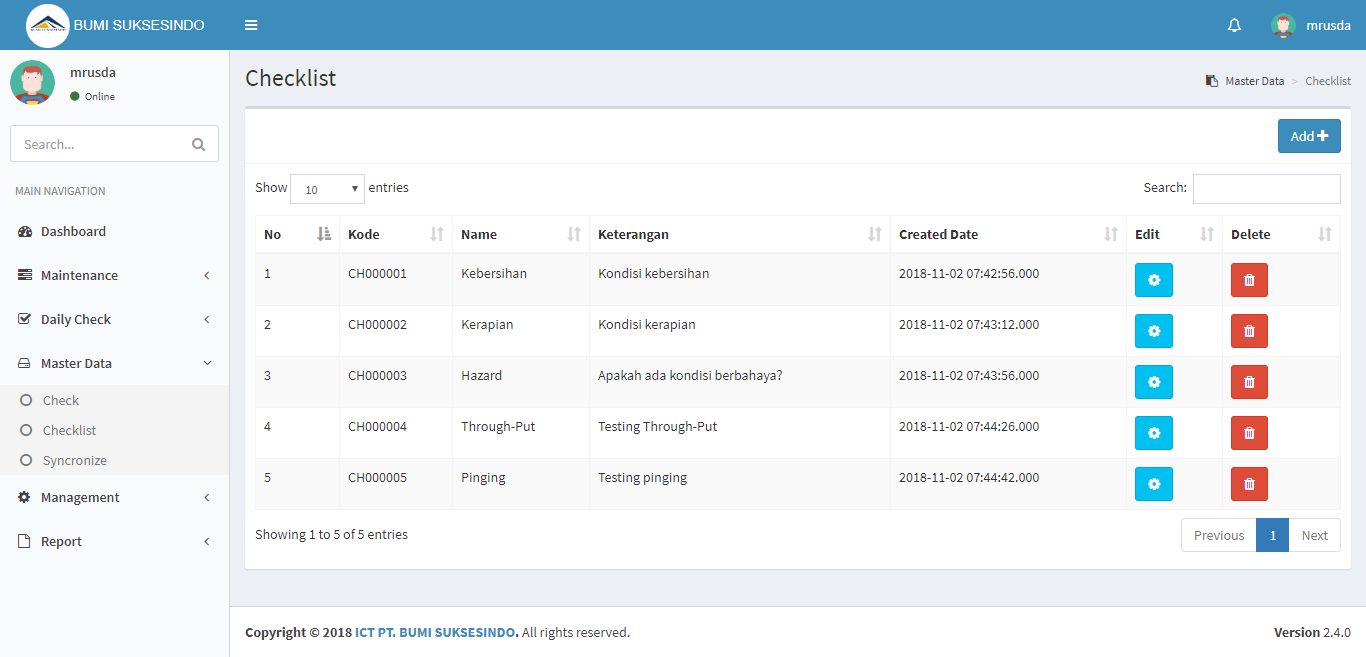 BUMI SUKSESINDO
mrusda
mrusda
Online
Search...
MAIN NAVIGATION
Dashboard
Maintenance
Daily Check
Master Data
Check
Checklist
Syncronize
Management
Report
Checklist
Master Data > Checklist
Add
Show 10 entries
Search:
No Kode Name Keterangan Created Date Edit Delete
1 CH000001 Kebersihan Kondisi kebersihan 2018-11-02 07:42:56.000
2 CH000002 Kerapian Kondisi kerapian 2018-11-02 07:43:12.000
3 CH000003 Hazard Apakah ada kondisi berbahaya? 2018-11-02 07:43:56.000
4 CH000004 Through-Put Testing Through-Put 2018-11-02 07:44:26.000
5 CH000005 Pinging Testing pinging 2018-11-02 07:44:42.000
Showing 1 to 5 of 5 entries
Previous 1 Next
Copyright © 2018 ICT PT. BUMI SUKSESINDO. All rights reserved.
Version 2.4.0